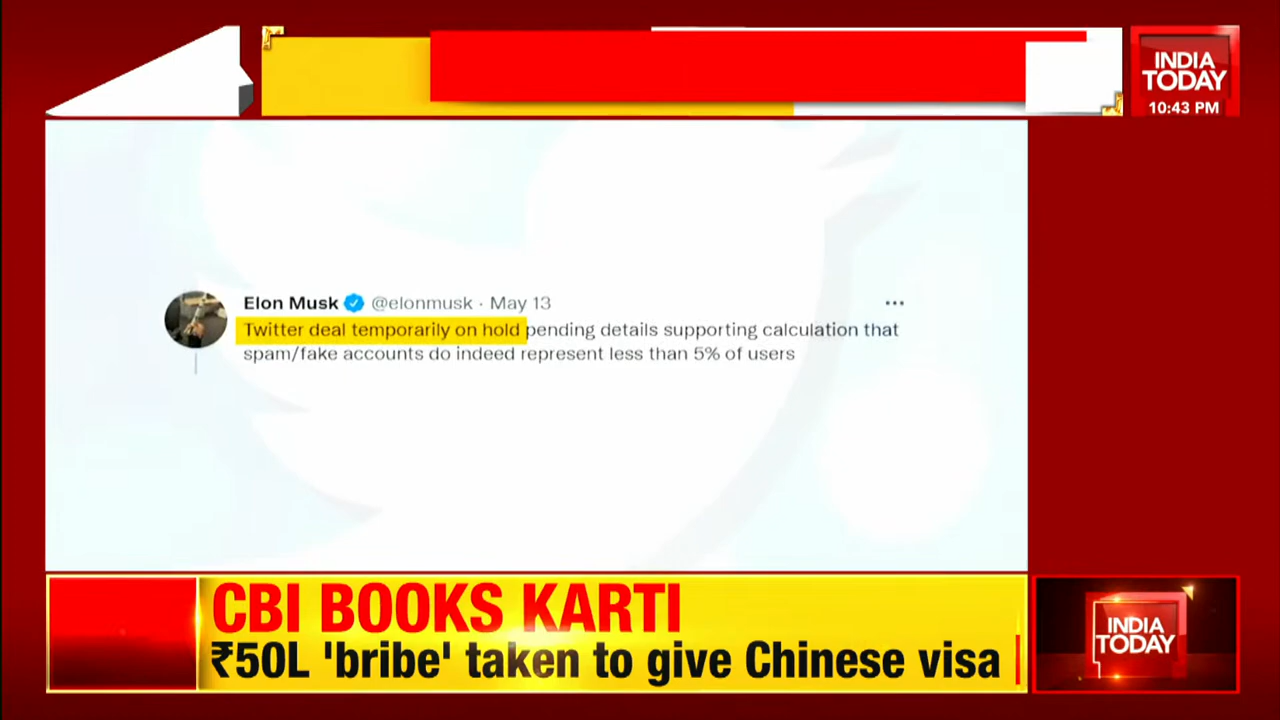 INDIA
TODAY
10:43 PM
Elon Musk @elonmusk · May 13
Twitter deal temporarily on hold pending details supporting calculation that
spam/fake accounts do indeed represent less than 5% of users
CBI BOOKS KARTI
₹50L 'bribe' taken to give Chinese visa
INDIA
TODAY